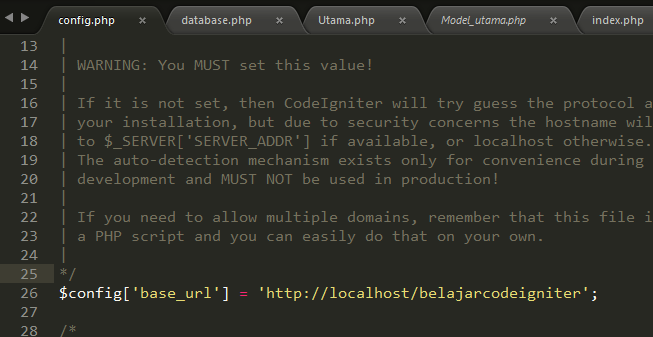 config.php × database.php × Utama.php × Model_utama.php × index.php
13 |
14 | WARNING: You MUST set this value!
15 |
16 | If it is not set, then CodeIgniter will try guess the protocol a
17 | your installation, but due to security concerns the hostname wil
18 | to $_SERVER['SERVER_ADDR'] if available, or localhost otherwise.
19 | The auto-detection mechanism exists only for convenience during
20 | development and MUST NOT be used in production!
21 |
22 | If you need to allow multiple domains, remember that this file i
23 | a PHP script and you can easily do that on your own.
24 |
25 */
26 $config['base_url'] = 'http://localhost/belajarcodeigniter';
27
28 /*